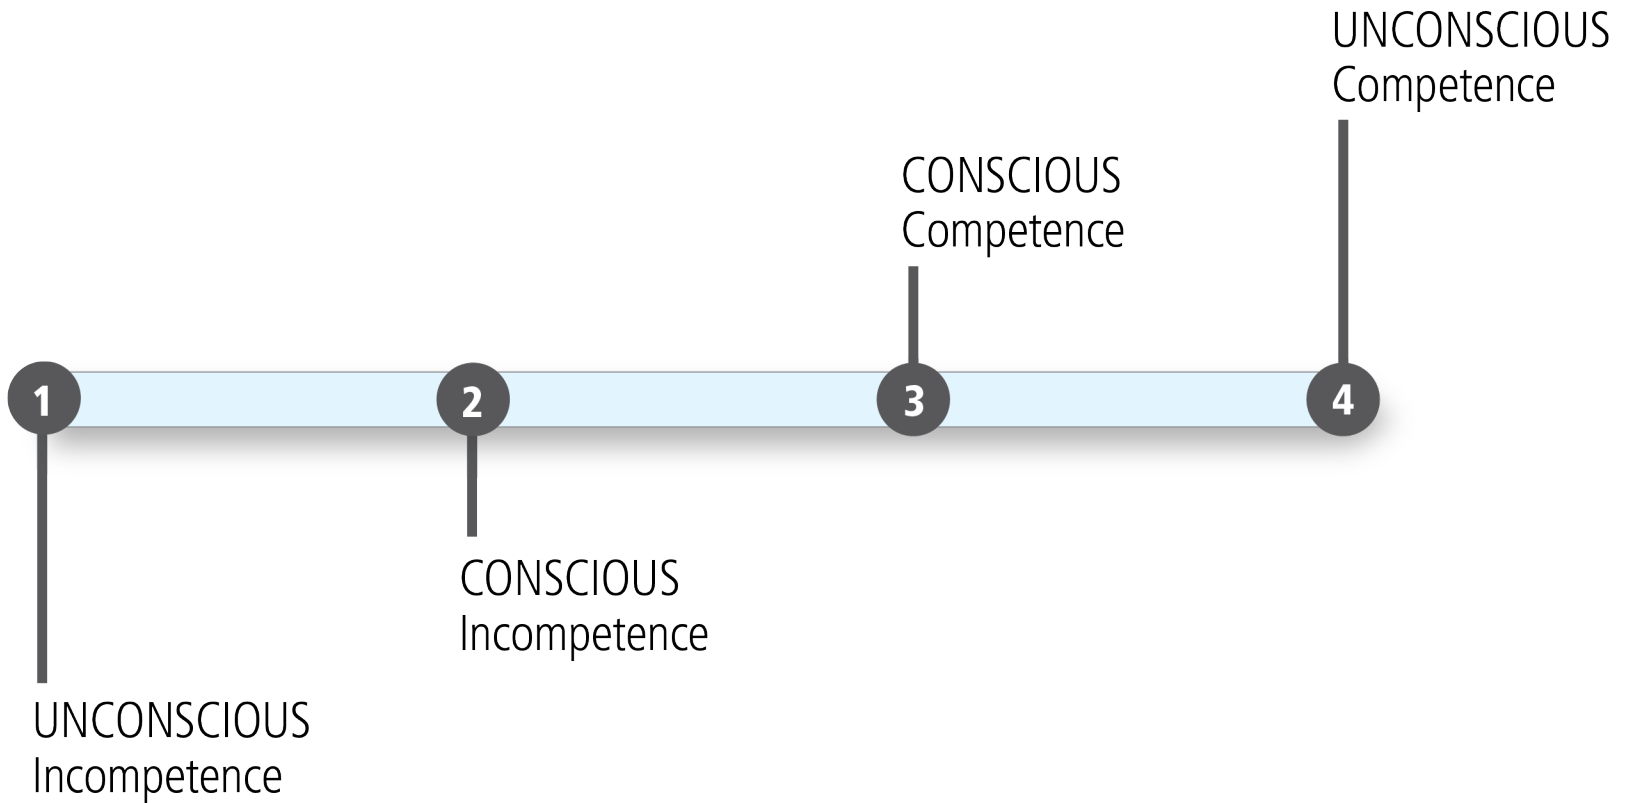 UNCONSCIOUS
Competence
CONSCIOUS
Competence
1
2
3
4
CONSCIOUS
Incompetence
UNCONSCIOUS
Incompetence